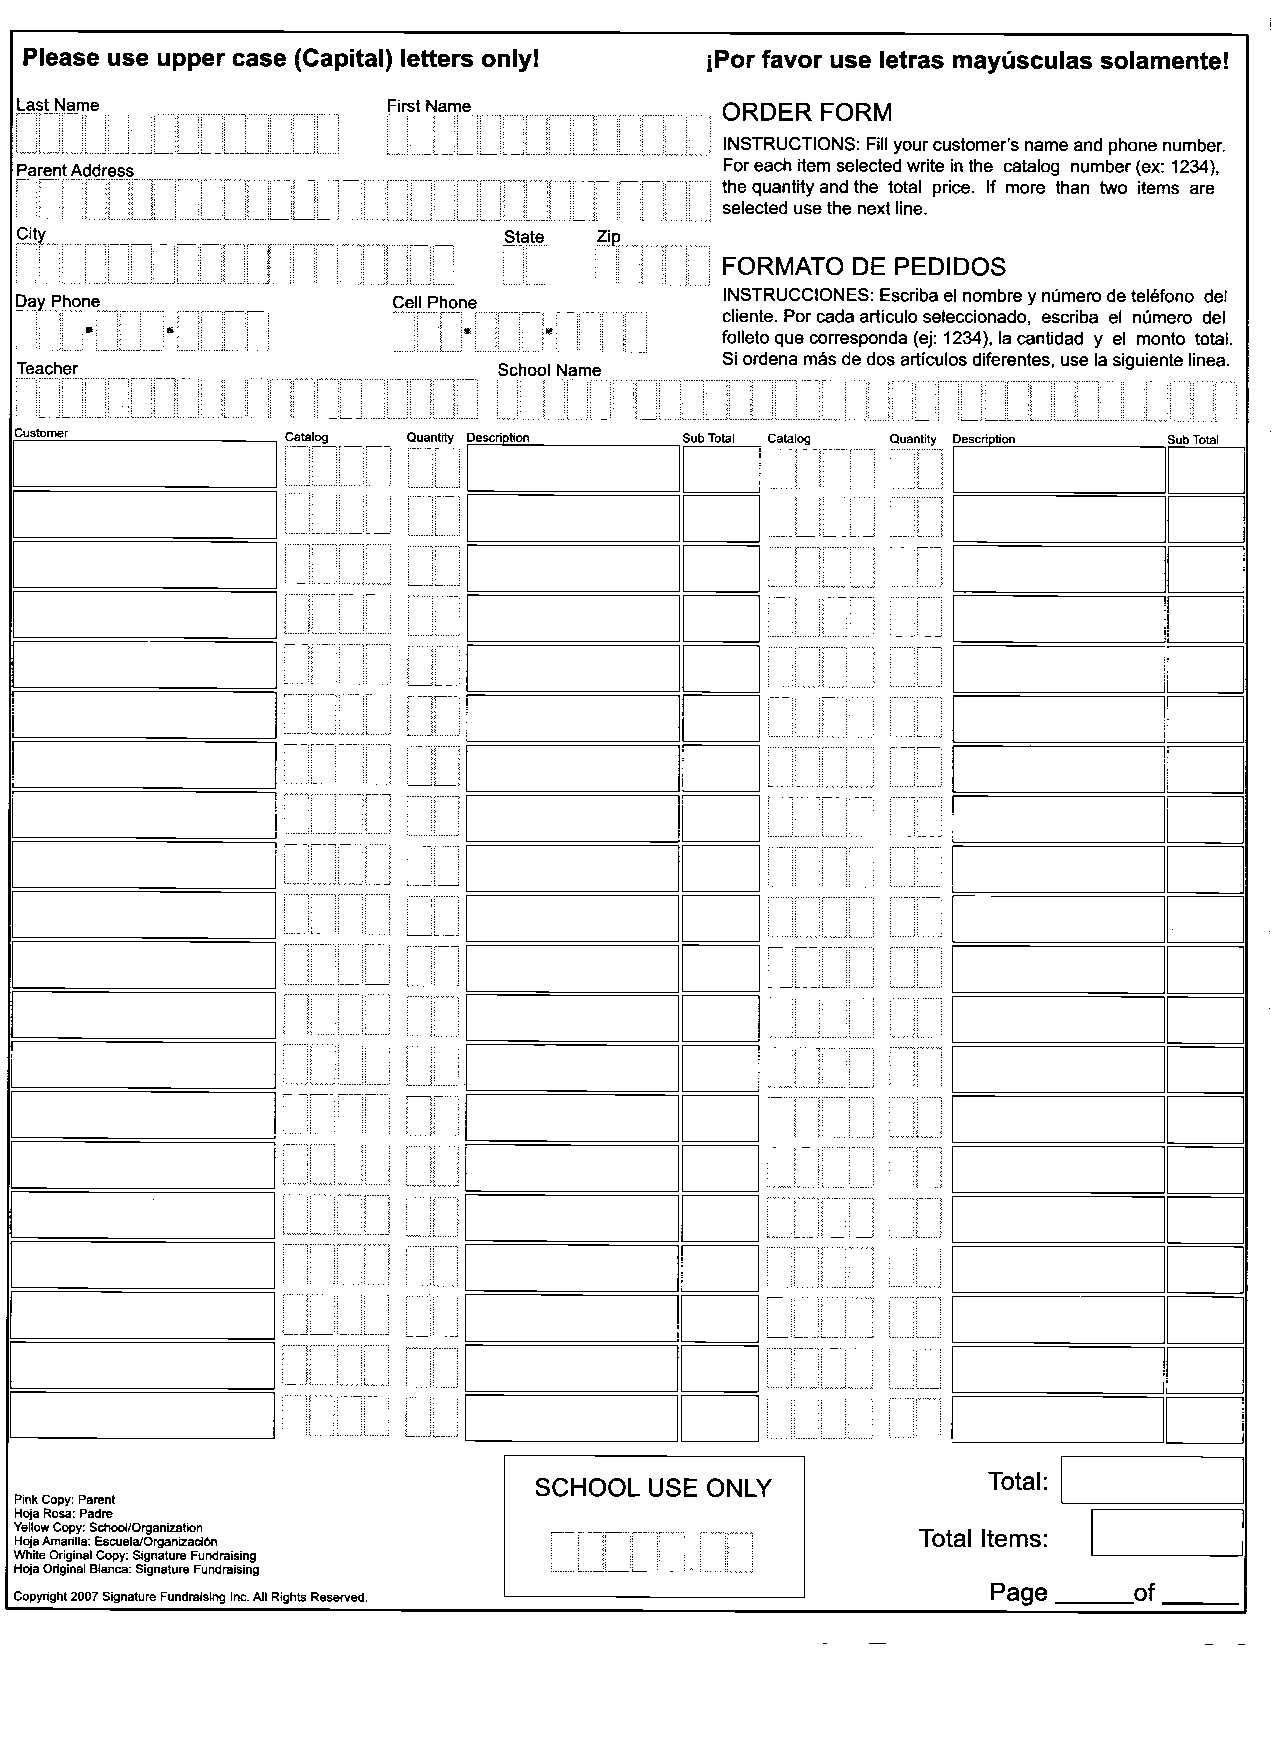 Please use upper case (Capital) letters only!
¡Por favor use letras mayúsculas solamente!
Last Name First Name
Parent Address
City State Zip
Day Phone Cell Phone
Teacher School Name
ORDER FORM
INSTRUCTIONS: Fill your customer's name and phone number.
For each item selected write in the catalog number (ex: 1234),
the quantity and the total price. If more than two items are
selected use the next line.
FORMATO DE PEDIDOS
INSTRUCCIONES: Escriba el nombre y número de teléfono del
cliente. Por cada articulo seleccionado, escriba el número del
folleto que corresponda (ej: 1234), la cantidad y el monto total.
Si ordena más de dos artículos diferentes, use la siguiente linea.
Customer Catalog Quantity Description Sub Total Catalog Quantity Description Sub Total
SCHOOL USE ONLY
Total:
Total Items:
Page of
Pink Copy: Parent
Hoja Rosa: Padre
Yellow Copy: School/Organization
Hoja Amarilla: Escuela/Organización
White Original Copy: Signature Fundraising
Hoja Original Blanca: Signature Fundraising
Copyright 2007 Signature Fundraising Inc. All Rights Reserved.